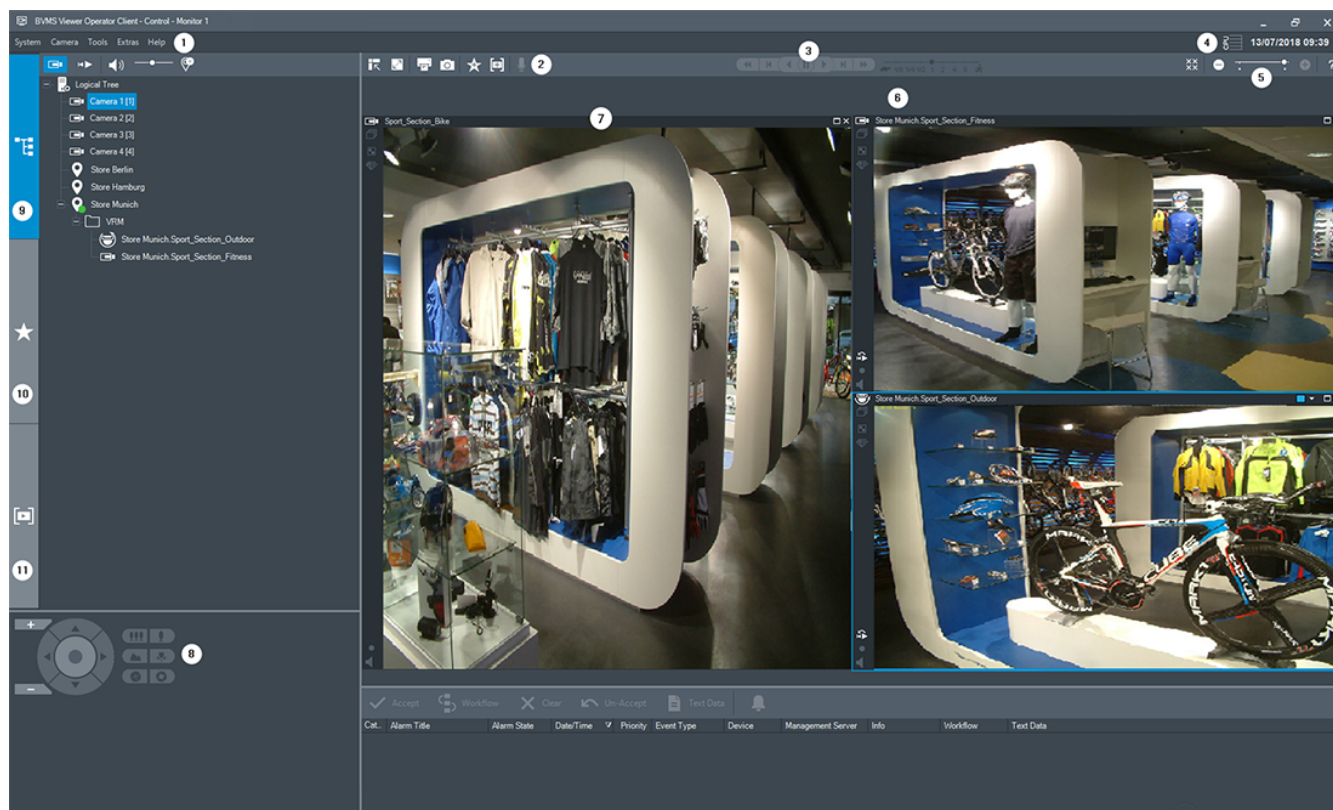 BVMS Viewer Operator Client - Control - Monitor 1
System Camera Tools Extras Help 1
4 13/07/2018 09:39
2
3
5
Logical Tree
Camera 1 [1]
Camera 2 [2]
Camera 3 [3]
Camera 4 [4]
Store Berlin
Store Hamburg
Store Munich
VRM
Store Munich.Sport_Section_Outdoor
Store Munich.Sport_Section_Fitness
9
10
11
6
Sport_Section_Bike 7
Store Munich.Sport_Section_Fitness
Store Munich.Sport_Section_Outdoor
CUBE
8
Accept Workflow Clear Un-Accept Text Data
Cat.. Alarm Title Alarm State Date/Time Priority Event Type Device Management Server Info Workflow Text Data